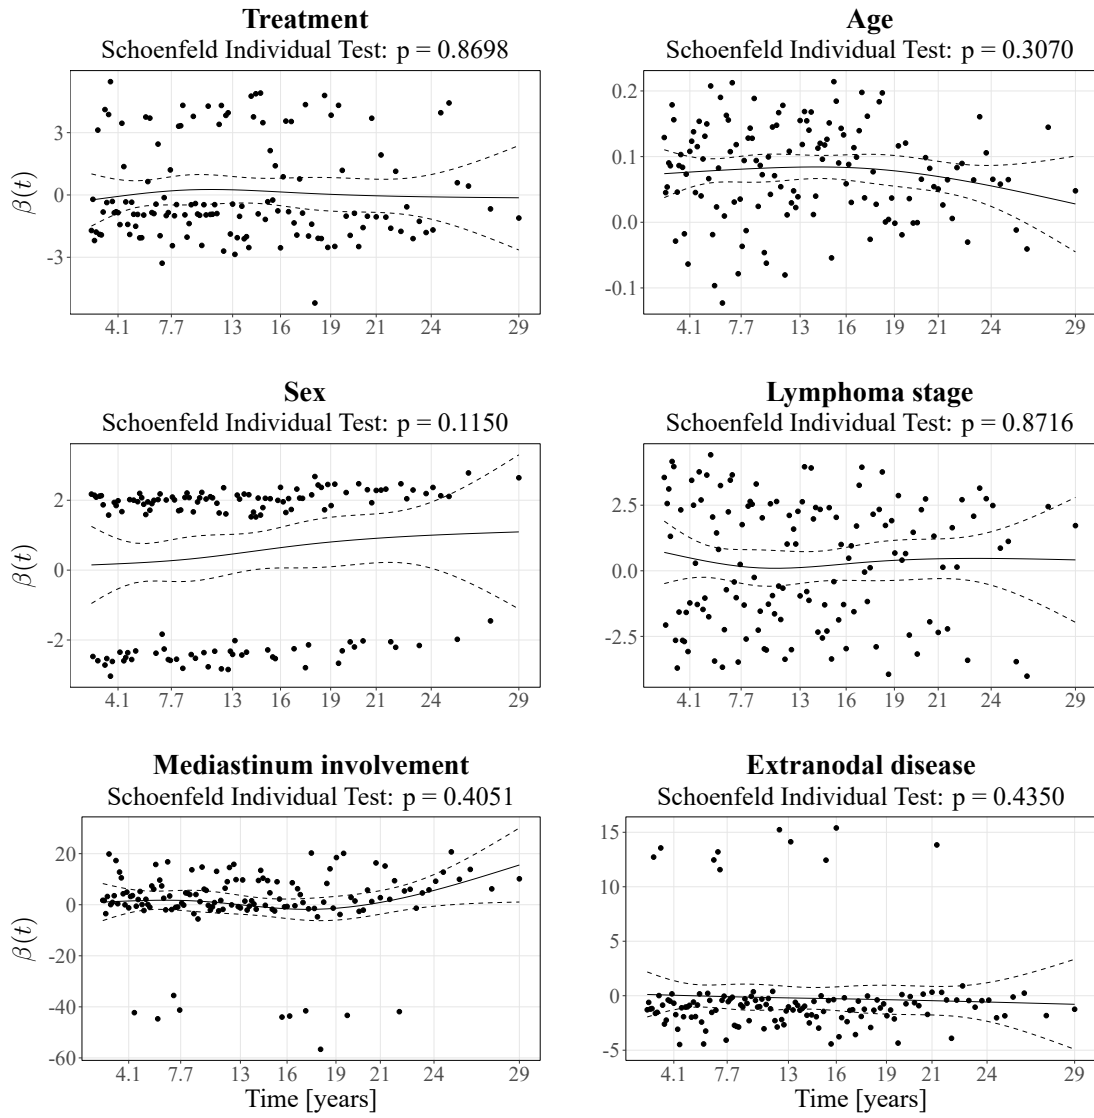 Treatment
Schoenfeld Individual Test: p = 0.8698
3
0
-3
β(t)
4.1 7.7 13 16 19 21 24 29
Age
Schoenfeld Individual Test: p = 0.3070
0.2
0.1
0.0
-0.1
4.1 7.7 13 16 19 21 24 29
Sex
Schoenfeld Individual Test: p = 0.1150
2
0
-2
β(t)
4.1 7.7 13 16 19 21 24 29
Lymphoma stage
Schoenfeld Individual Test: p = 0.8716
2.5
0.0
-2.5
4.1 7.7 13 16 19 21 24 29
Mediastinum involvement
Schoenfeld Individual Test: p = 0.4051
20
0
-20
-40
-60
β(t)
4.1 7.7 13 16 19 21 24 29
Time [years]
Extranodal disease
Schoenfeld Individual Test: p = 0.4350
15
10
5
0
-5
4.1 7.7 13 16 19 21 24 29
Time [years]